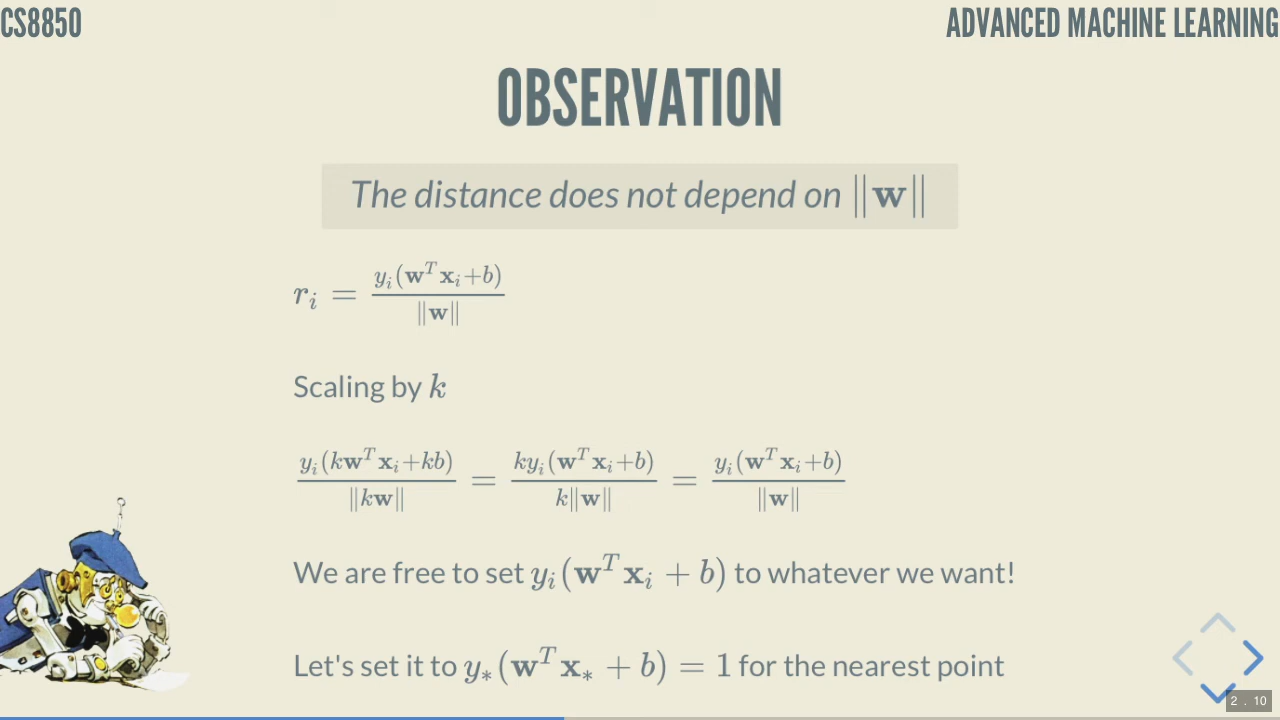 CS8850
ADVANCED MACHINE LEARNING
OBSERVATION
The distance does not depend on ‖w‖
r_i = y_i(w^T x_i+b) / ‖w‖
Scaling by k
y_i(kw^T x_i+kb) / ‖kw‖ = ky_i(w^T x_i+b) / k‖w‖ = y_i(w^T x_i+b) / ‖w‖
We are free to set y_i(w^T x_i + b) to whatever we want!
Let's set it to y_*(w^T x_* + b) = 1 for the nearest point
2 . 10